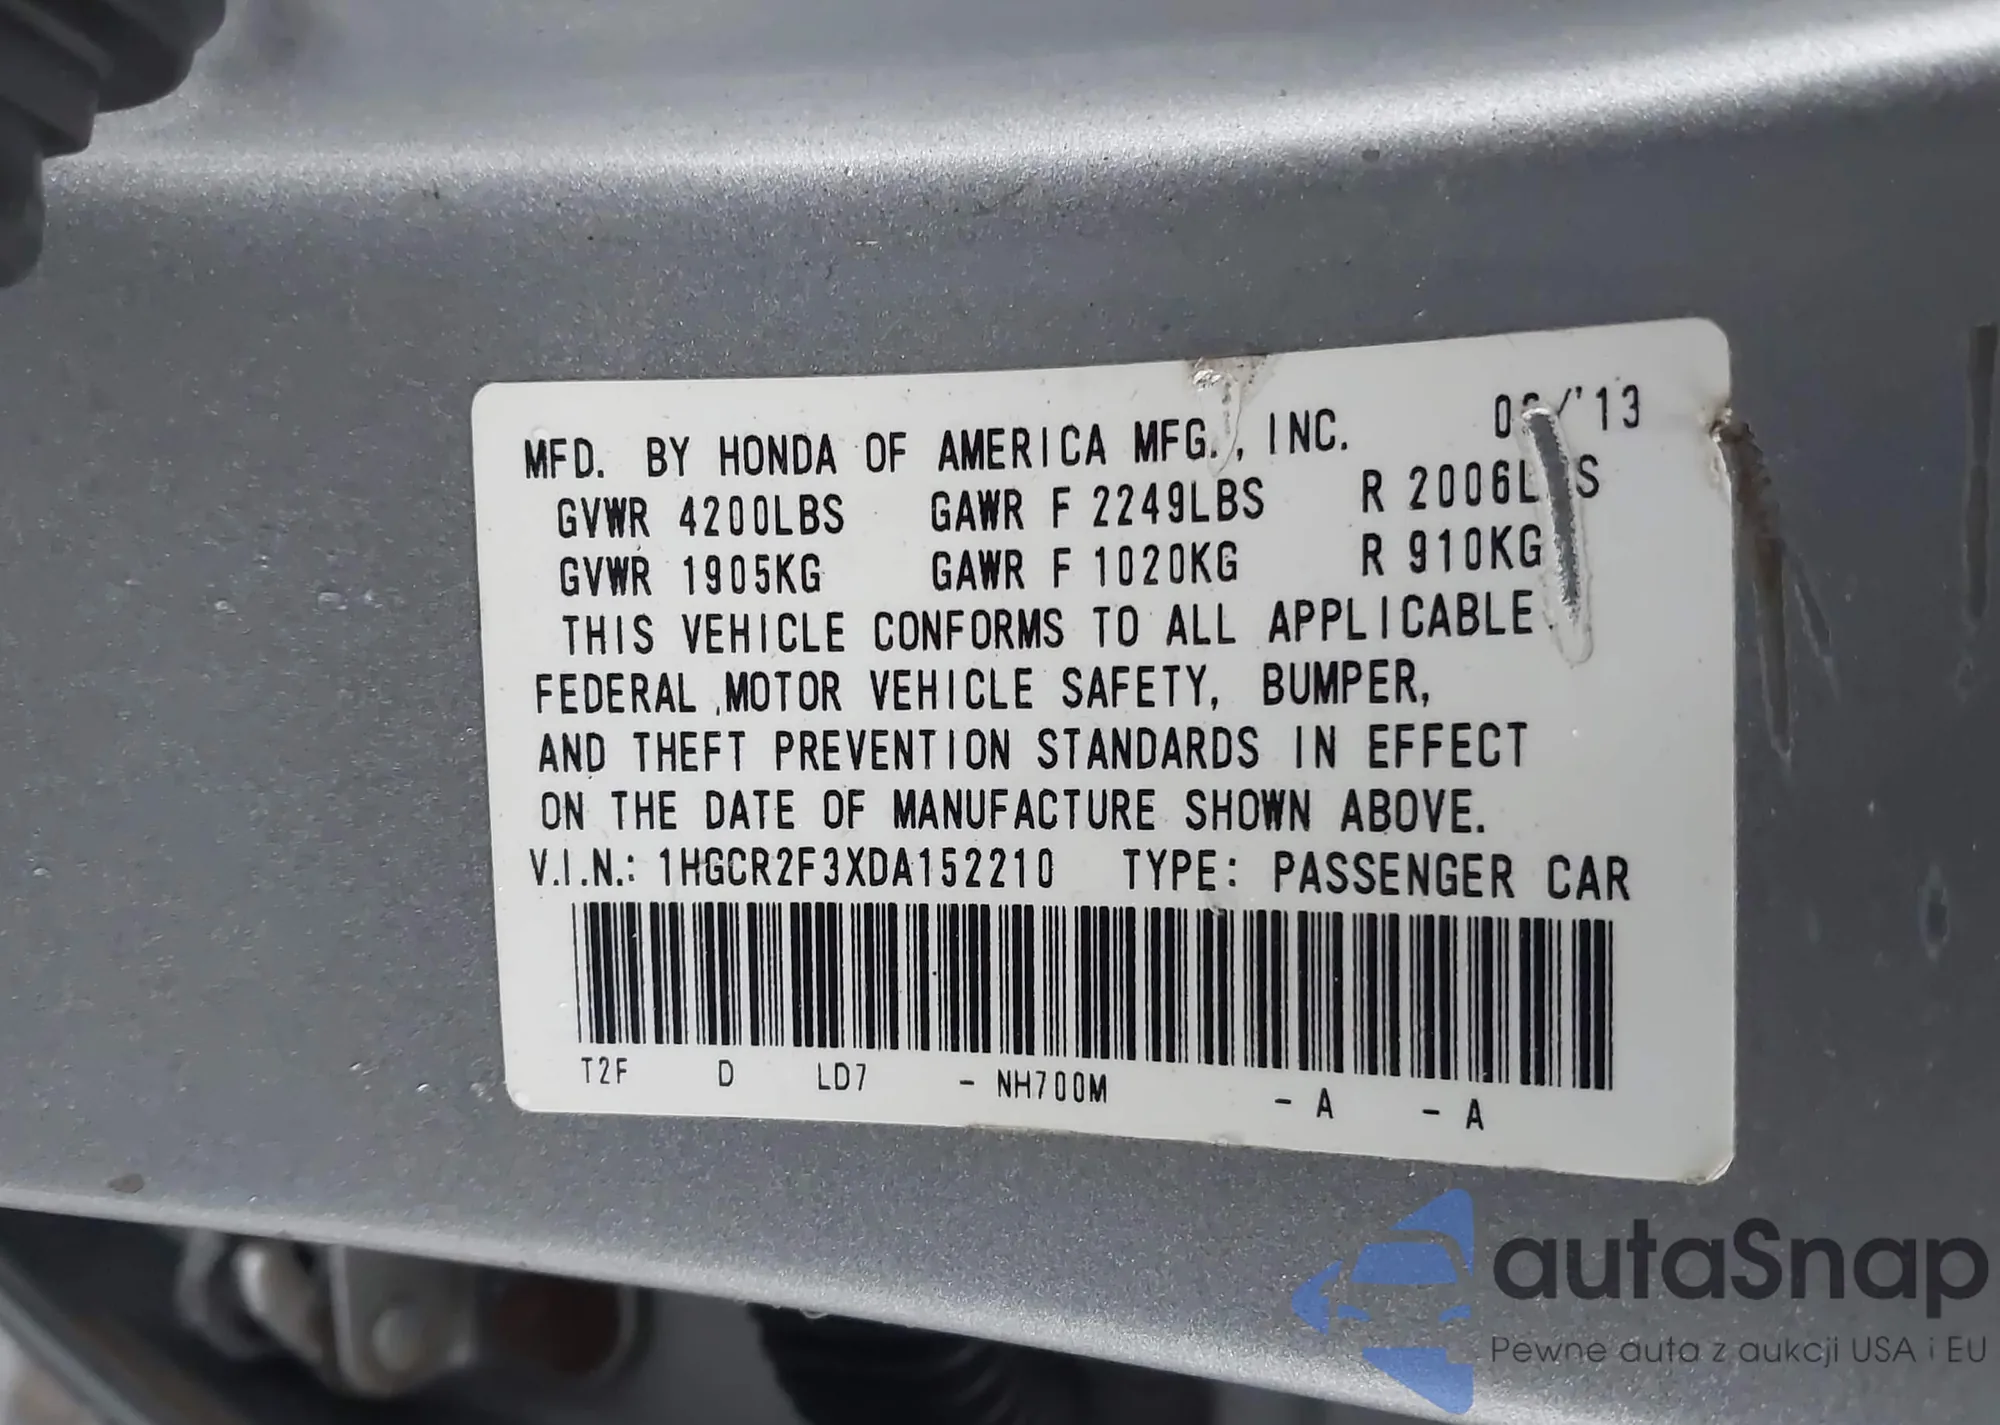 MFD. BY HONDA OF AMERICA MFG., INC. /'13
GVWR 4200LBS GAWR F 2249LBS R 2006LBS
GVWR 1905KG GAWR F 1020KG R 910KG
THIS VEHICLE CONFORMS TO ALL APPLICABLE
FEDERAL MOTOR VEHICLE SAFETY, BUMPER,
AND THEFT PREVENTION STANDARDS IN EFFECT
ON THE DATE OF MANUFACTURE SHOWN ABOVE.
V.I.N.: 1HGCR2F3XDA152210 TYPE: PASSENGER CAR
T2F D LD7 - NH700M - A - A
autaSnap
Pewne auta z aukcji USA i EU